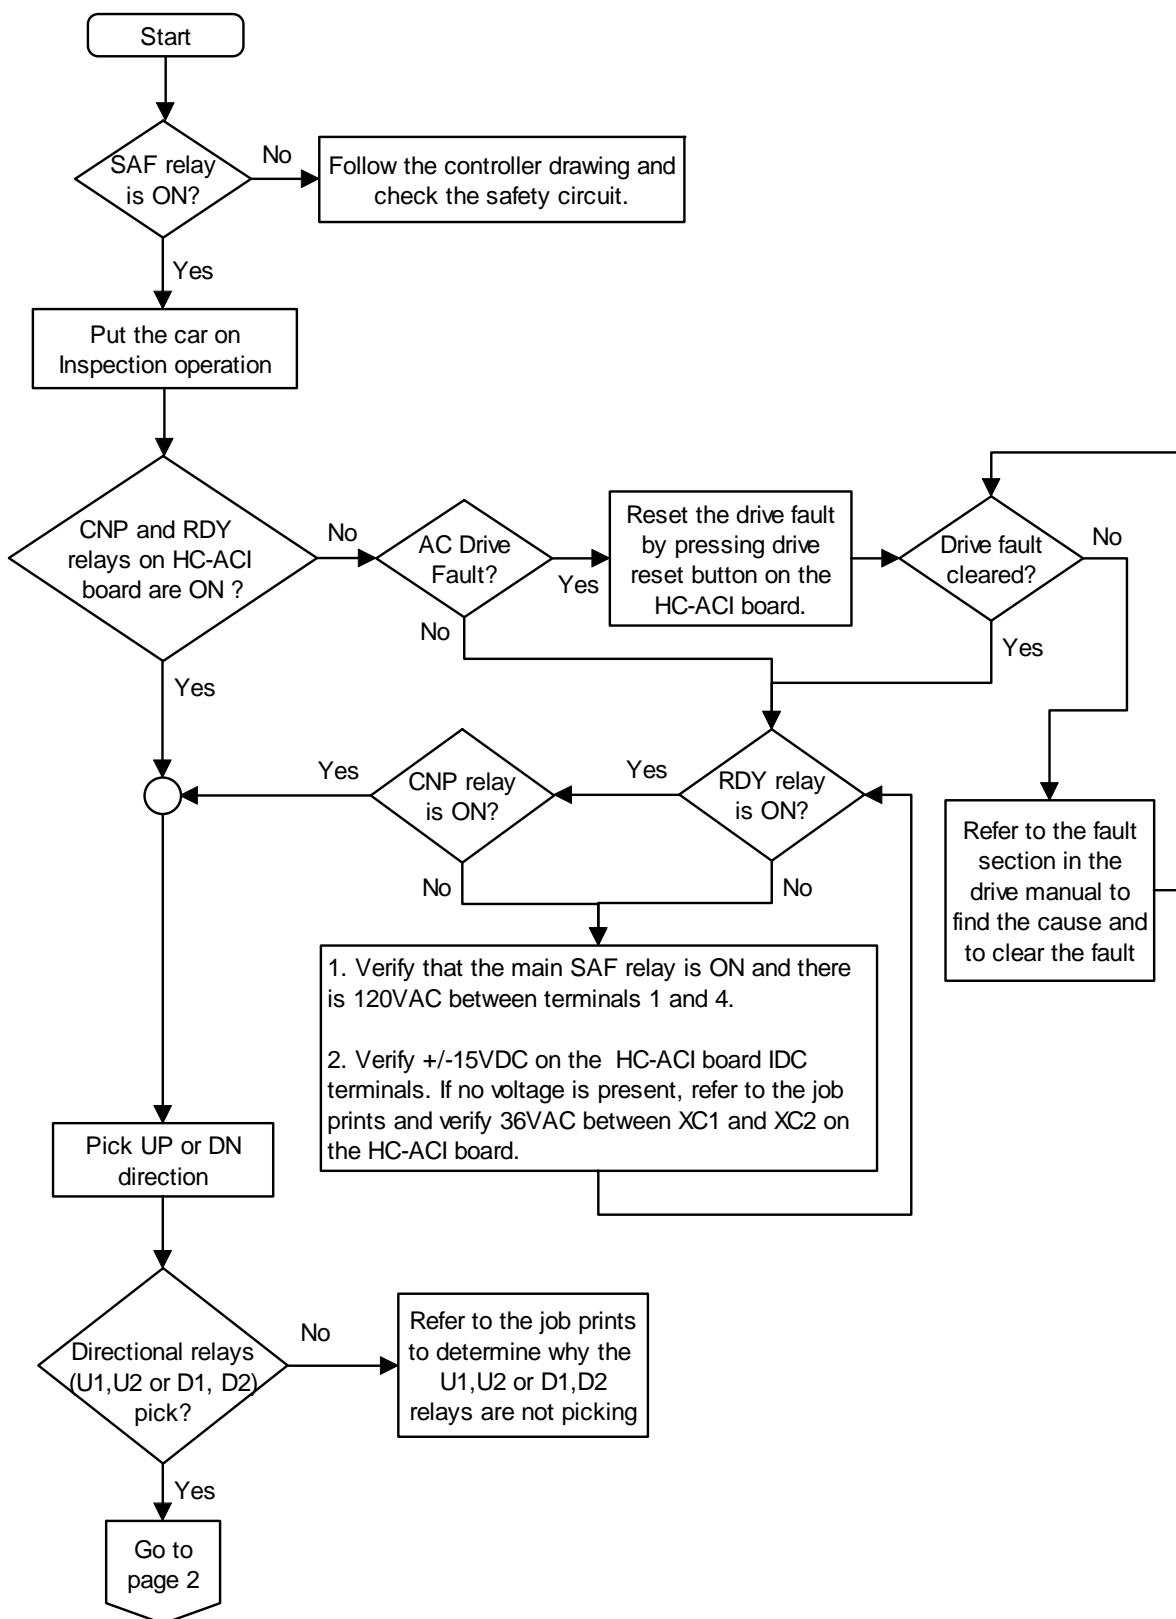 Start
SAF relay
is ON?
No
Follow the controller drawing and
check the safety circuit.
Yes
Put the car on
Inspection operation
CNP and RDY
relays on HC-ACI
board are ON ?
No
AC Drive
Fault?
Yes
Reset the drive fault
by pressing drive
reset button on the
HC-ACI board.
Drive fault
cleared?
No
No
Yes
Yes
Yes
CNP relay
is ON?
Yes
RDY relay
is ON?
No
No
Refer to the fault
section in the
drive manual to
find the cause and
to clear the fault
1. Verify that the main SAF relay is ON and there
is 120VAC between terminals 1 and 4.
2. Verify +/-15VDC on the  HC-ACI board IDC
terminals. If no voltage is present, refer to the job
prints and verify 36VAC between XC1 and XC2 on
the HC-ACI board.
Pick UP or DN
direction
Directional relays
(U1,U2 or D1, D2)
pick?
No
Refer to the job prints
to determine why the
U1,U2 or D1,D2
relays are not picking
Yes
Go to
page 2